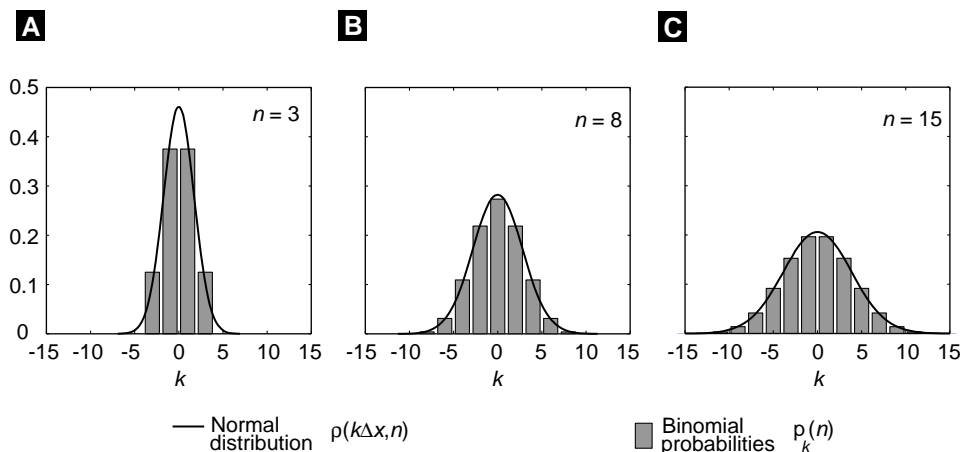 A
B
C
0.5
0.4
0.3
0.2
0.1
0
n = 3
n = 8
n = 15
-15 -10 -5 0 5 10 15
-15 -10 -5 0 5 10 15
-15 -10 -5 0 5 10 15
k
k
k
Normal distribution ρ(kΔx,n)
Binomial probabilities p_k(n)